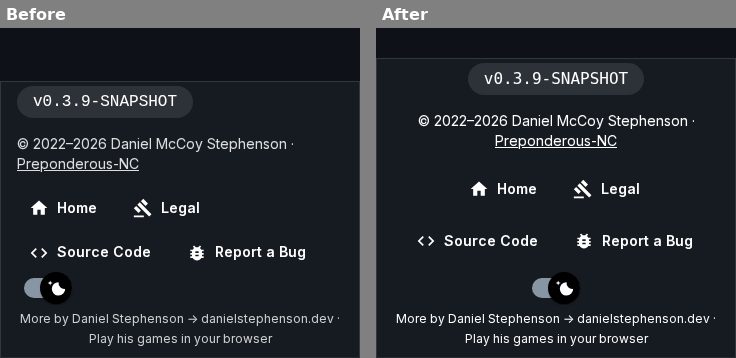 Before
After
v0.3.9-SNAPSHOT
© 2022–2026 Daniel McCoy Stephenson ·
Preponderous-NC
Home Legal
Source Code Report a Bug
More by Daniel Stephenson → danielstephenson.dev ·
Play his games in your browser
v0.3.9-SNAPSHOT
© 2022–2026 Daniel McCoy Stephenson ·
Preponderous-NC
Home Legal
Source Code Report a Bug
More by Daniel Stephenson → danielstephenson.dev ·
Play his games in your browser